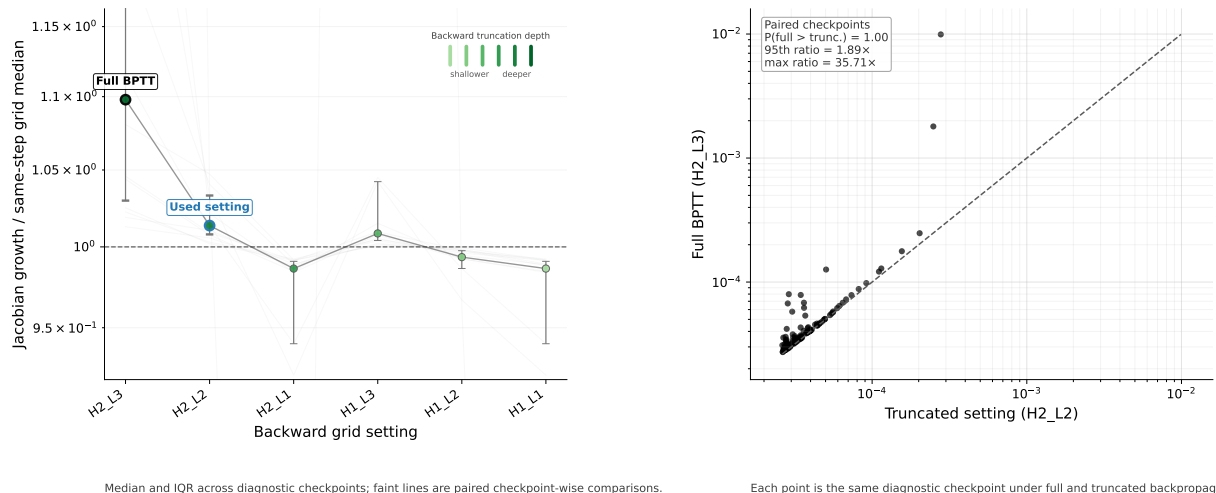 1.15 × 10⁰
1.1 × 10⁰
1.05 × 10⁰
10⁰
9.5 × 10⁻¹
Jacobian growth / same-step grid median
Full BPTT
Used setting
Backward truncation depth
shallower deeper
H2_L3 H2_L2 H2_L1 H1_L3 H1_L2 H1_L1
Backward grid setting
Median and IQR across diagnostic checkpoints; faint lines are paired checkpoint-wise comparisons.
Paired checkpoints
P(full > trunc.) = 1.00
95th ratio = 1.89×
max ratio = 35.71×
10⁻²
10⁻³
10⁻⁴
Full BPTT (H2_L3)
10⁻⁴ 10⁻³ 10⁻²
Truncated setting (H2_L2)
Each point is the same diagnostic checkpoint under full and truncated backpropag